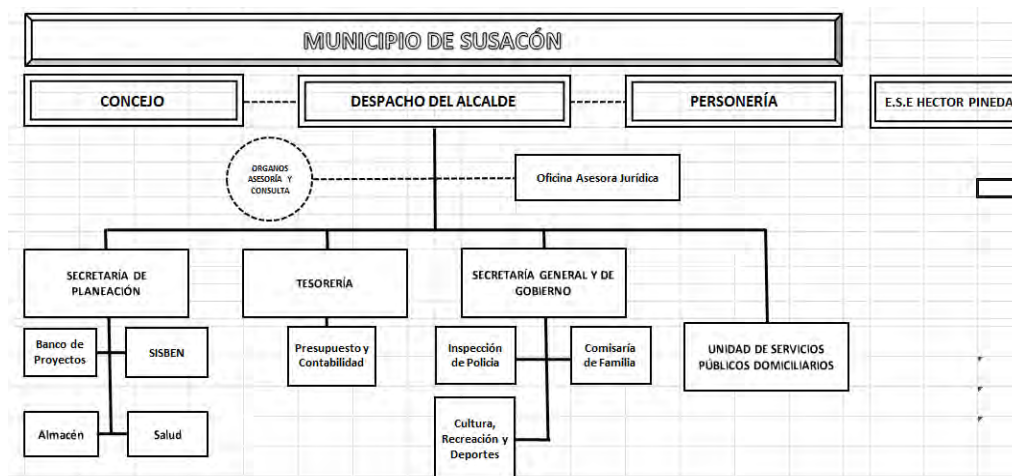 MUNICIPIO DE SUSACÓN
CONCEJO
DESPACHO DEL ALCALDE
PERSONERÍA
E.S.E HECTOR PINEDA
ORGANOS
ASESORÍA Y
CONSULTA
Oficina Asesora Jurídica
SECRETARÍA DE
PLANEACIÓN
TESORERÍA
SECRETARÍA GENERAL Y DE
GOBIERNO
UNIDAD DE SERVICIOS
PÚBLICOS DOMICILIARIOS
Banco de
Proyectos
SISBEN
Presupuesto y
Contabilidad
Inspección
de Policia
Comisaría
de Familia
Almacén
Salud
Cultura,
Recreación y
Deportes